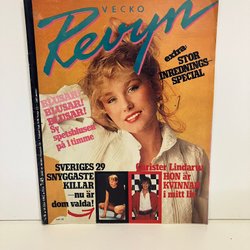 VECKO
Revyn
extra
STOR
INREDNINGS-
SPECIAL
BLUSAR!
BLUSAR!
BLUSAR!
Sy
spetsblusen
på 1 timme
SVERIGES 29
SNYGGASTE
KILLAR
—nu är
dom valda!
Christer Lindarw
HON är
KVINNAN
i mitt liv